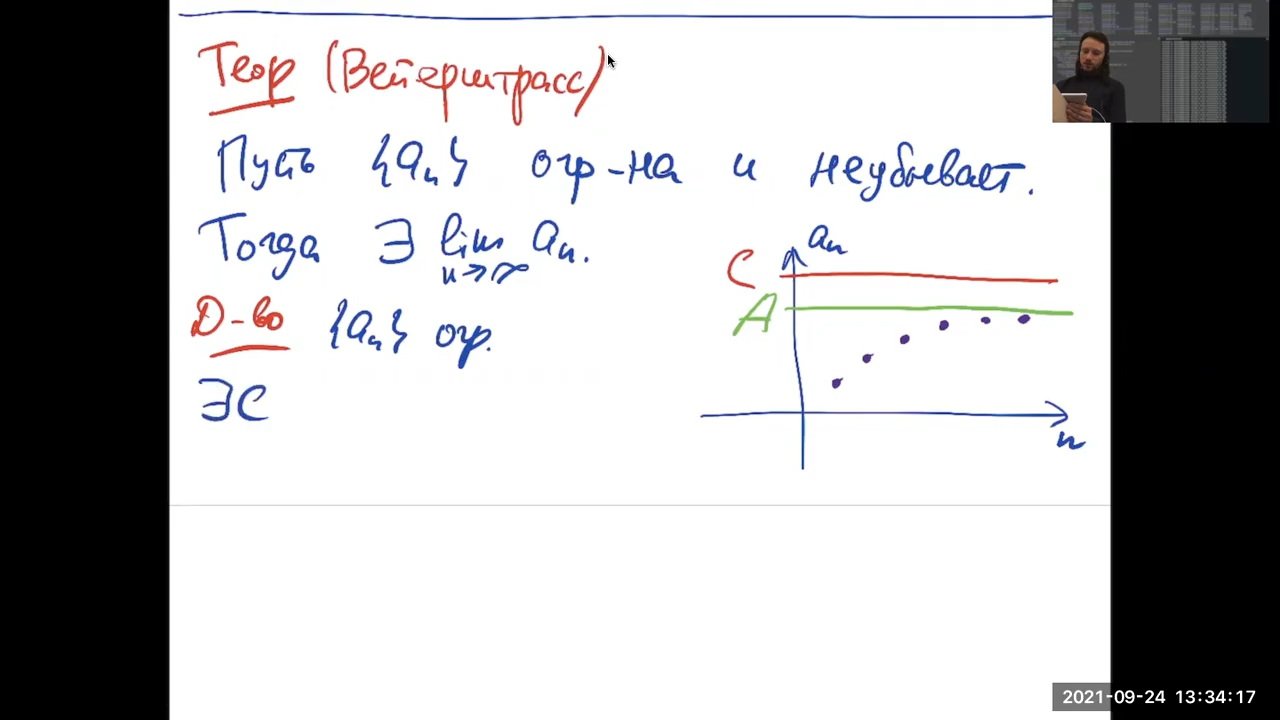 Теор (Вейерштрасс)
Пусть {aₙ} огр-на и неубывает.
Тогда ∃ lim aₙ.
n→∞
aₙ
C
A
n
Д-во {aₙ} огр.
∃C
2021-09-24 13:34:17